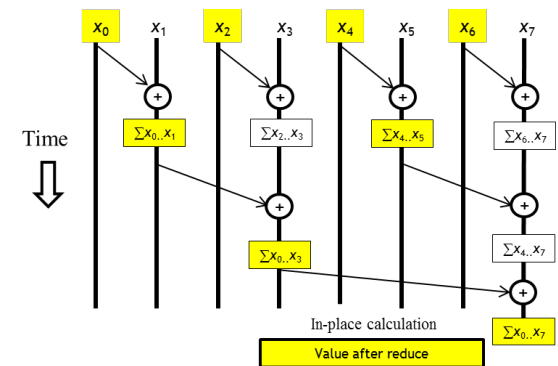 x₀ x₁ x₂ x₃ x₄ x₅ x₆ x₇
+ + + +
Time
∑x₀..x₁ ∑x₂..x₃ ∑x₄..x₅ ∑x₆..x₇
+ +
∑x₀..x₃ ∑x₄..x₇
+
In-place calculation
∑x₀..x₇
Value after reduce